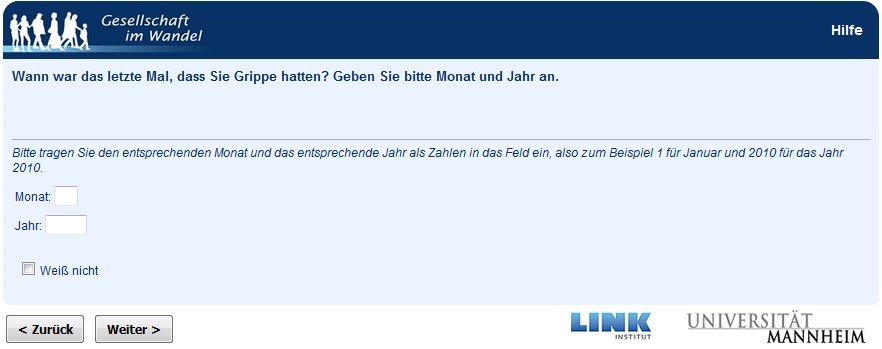 Gesellschaft
im Wandel
Hilfe
Wann war das letzte Mal, dass Sie Grippe hatten? Geben Sie bitte Monat und Jahr an.
Bitte tragen Sie den entsprechenden Monat und das entsprechende Jahr als Zahlen in das Feld ein, also zum Beispiel 1 für Januar und 2010 für das Jahr
2010.
Monat:
Jahr:
Weiß nicht
< Zurück Weiter >
LINK
INSTITUT
UNIVERSITÄT
MANNHEIM